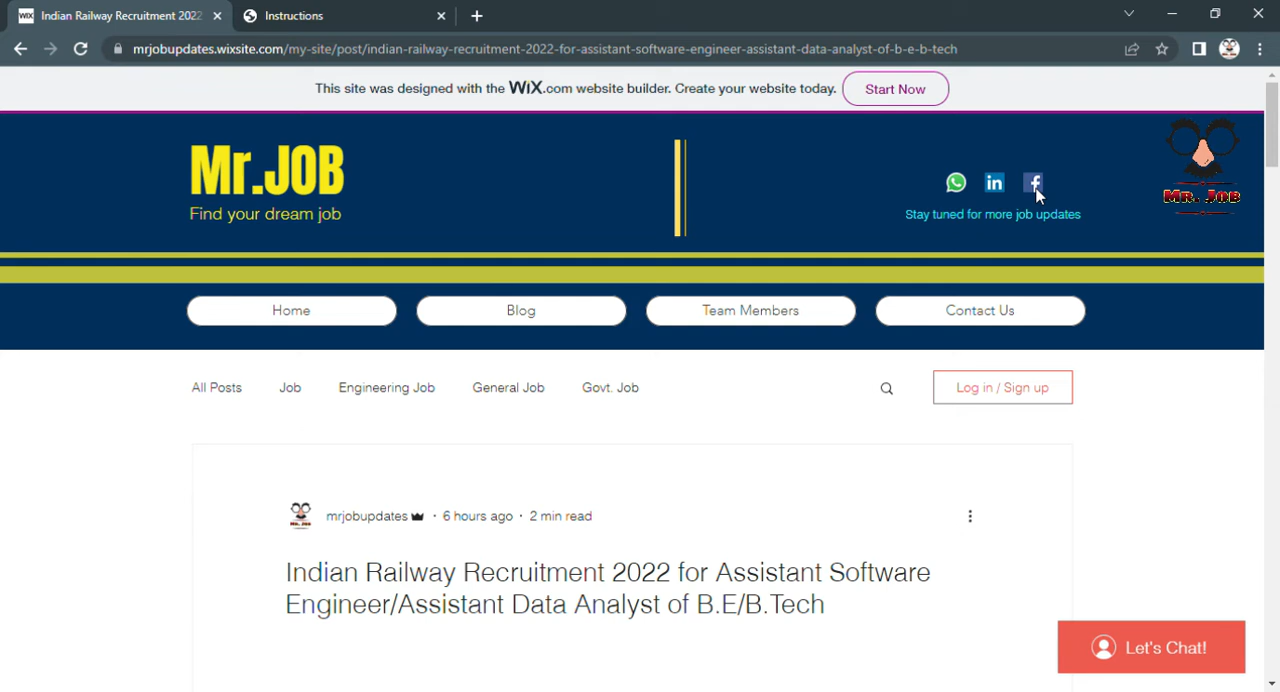 Indian Railway Recruitment 2022
Instructions
mrjobupdates.wixsite.com/my-site/post/indian-railway-recruitment-2022-for-assistant-software-engineer-assistant-data-analyst-of-b-e-b-tech
This site was designed with the WiX.com website builder. Create your website today. Start Now
Mr.JOB
Find your dream job
Stay tuned for more job updates
MR. JOB
Home Blog Team Members Contact Us
All Posts Job Engineering Job General Job Govt. Job Log in / Sign up
mrjobupdates · 6 hours ago · 2 min read
Indian Railway Recruitment 2022 for Assistant Software
Engineer/Assistant Data Analyst of B.E/B.Tech
Let's Chat!